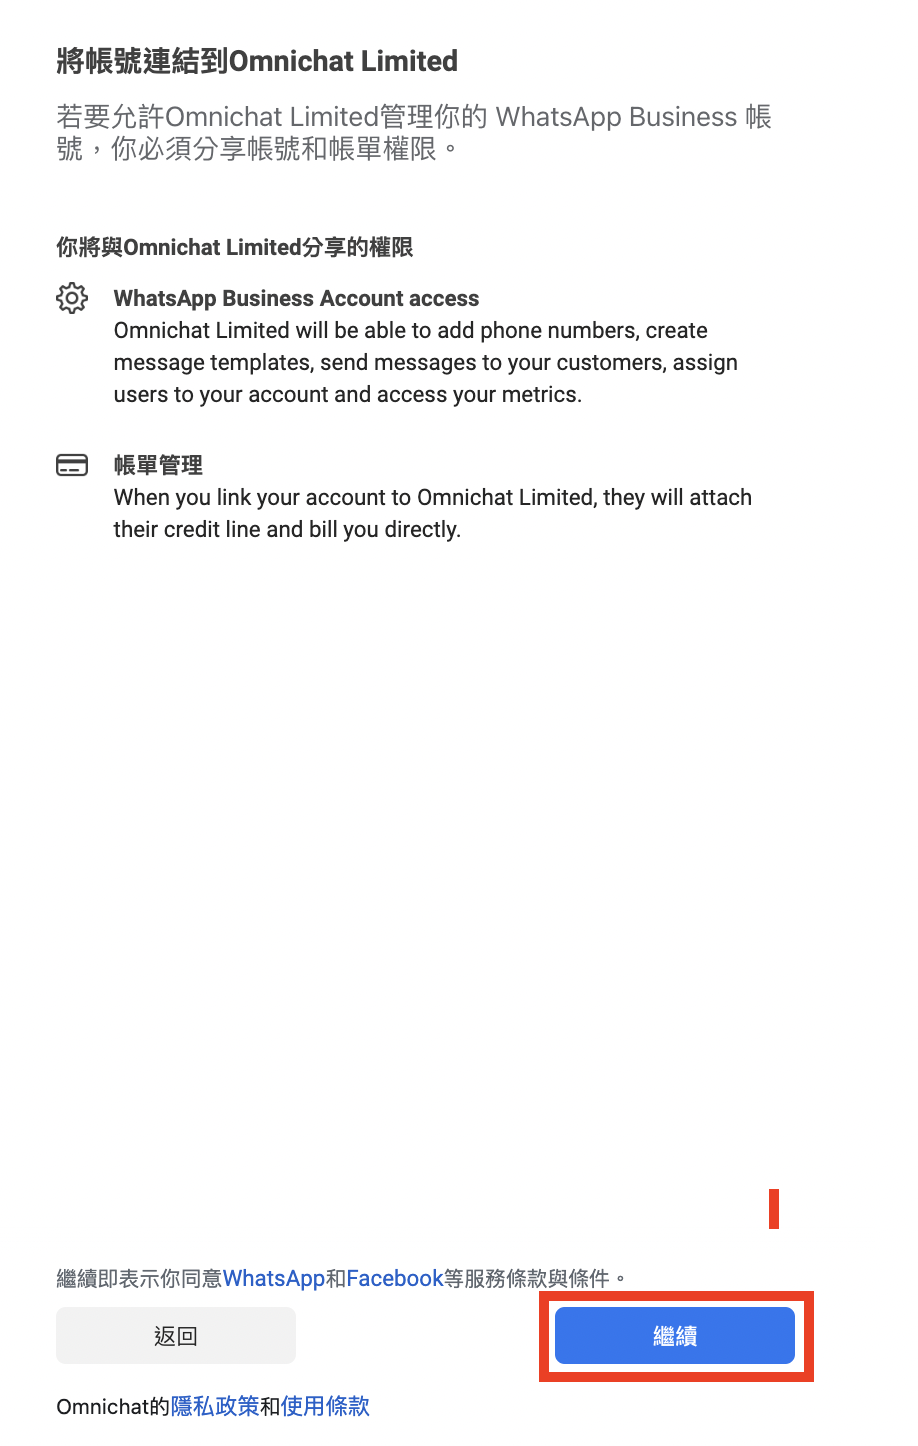 將帳號連結到Omnichat Limited
若要允許Omnichat Limited管理你的 WhatsApp Business 帳
號，你必須分享帳號和帳單權限。
你將與Omnichat Limited分享的權限
WhatsApp Business Account access
Omnichat Limited will be able to add phone numbers, create
message templates, send messages to your customers, assign
users to your account and access your metrics.
帳單管理
When you link your account to Omnichat Limited, they will attach
their credit line and bill you directly.
繼續即表示你同意WhatsApp和Facebook等服務條款與條件。
返回
繼續
Omnichat的隱私政策和使用條款